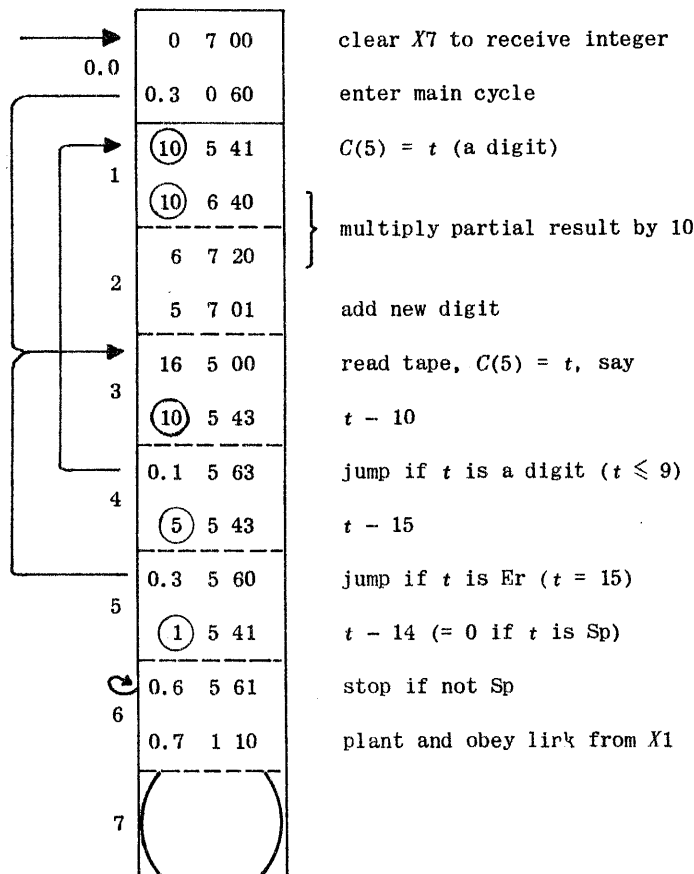 0 7 00 clear X7 to receive integer
0.0
0.3 0 60 enter main cycle
10 5 41 C(5) = t (a digit)
1
10 6 40
multiply partial result by 10
6 7 20
2
5 7 01 add new digit
16 5 00 read tape, C(5) = t, say
3
10 5 43 t - 10
0.1 5 63 jump if t is a digit (t ⩽ 9)
4
5 5 43 t - 15
0.3 5 60 jump if t is Er (t = 15)
5
1 5 41 t - 14 (= 0 if t is Sp)
0.6 5 61 stop if not Sp
6
0.7 1 10 plant and obey link from X1
7